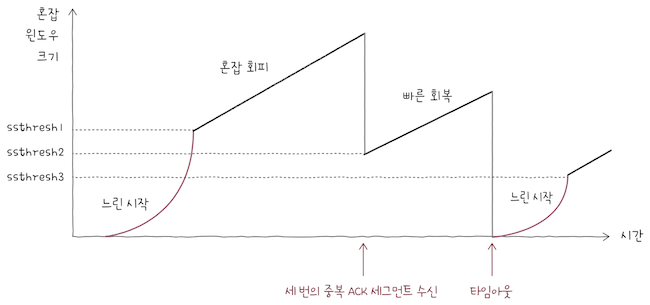 혼잡
윈도우
크기
혼잡 회피
빠른 회복
ssthresh1
ssthresh2
ssthresh3
느린 시작
느린 시작
시간
세 번의 중복 ACK 세그먼트 수신
타임아웃